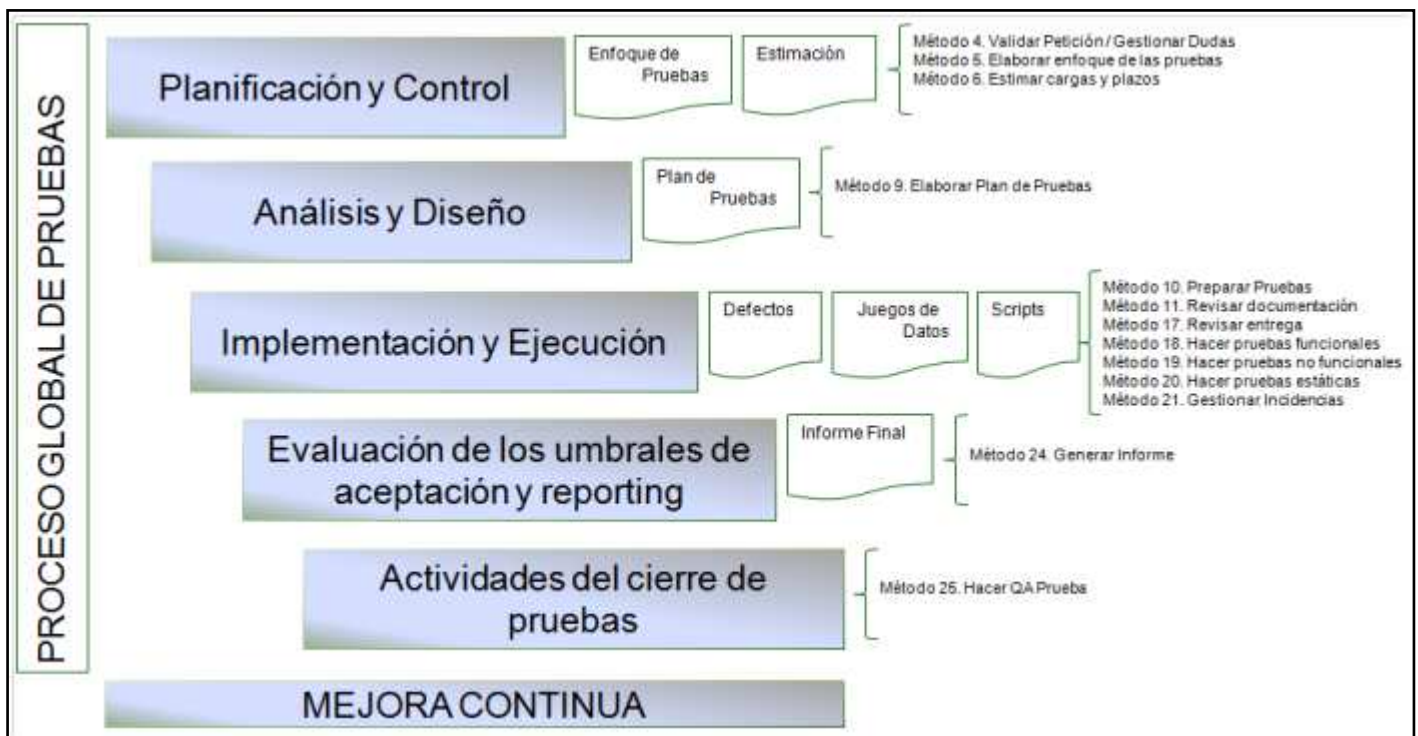 PROCESO GLOBAL DE PRUEBAS
Planificación y Control
Enfoque de
Pruebas
Estimación
Método 4. Validar Petición / Gestionar Dudas
Método 5. Elaborar enfoque de las pruebas
Método 6. Estimar cargas y plazos
Análisis y Diseño
Plan de
Pruebas
Método 9. Elaborar Plan de Pruebas
Implementación y Ejecución
Defectos
Juegos de
Datos
Scripts
Método 10. Preparar Pruebas
Método 11. Revisar documentación
Método 17. Revisar entrega
Método 18. Hacer pruebas funcionales
Método 19. Hacer pruebas no funcionales
Método 20. Hacer pruebas estáticas
Método 21. Gestionar Incidencias
Evaluación de los umbrales de
aceptación y reporting
Informe Final
Método 24. Generar Informe
Actividades del cierre de
pruebas
Método 25. Hacer QA Prueba
MEJORA CONTINUA